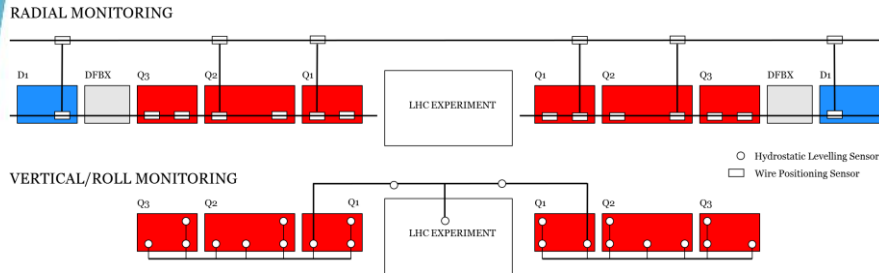 RADIAL MONITORING
D1 DFBX Q3 Q2 Q1 Q1 Q2 Q3 DFBX D1
LHC EXPERIMENT
Hydrostatic Levelling Sensor
Wire Positioning Sensor
VERTICAL/ROLL MONITORING
Q3 Q2 Q1 Q1 Q2 Q3
LHC EXPERIMENT